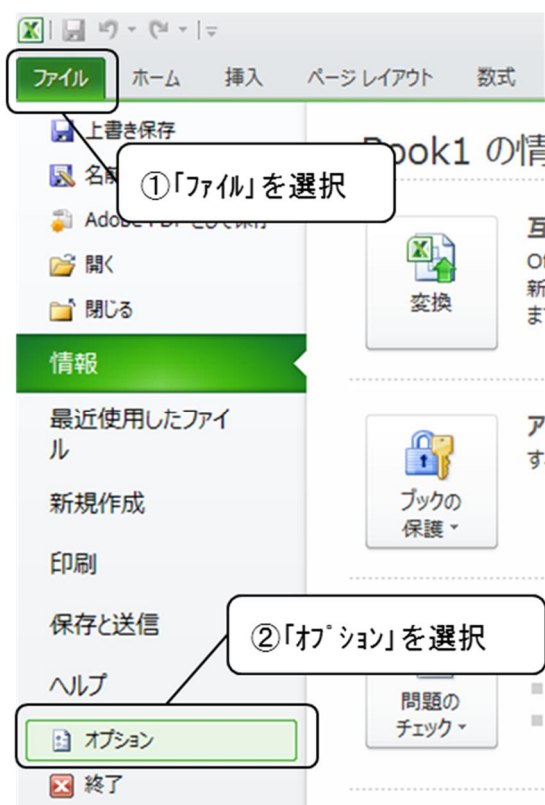 ファイル ホーム 挿入 ページ レイアウト 数式
上書き保存
Book1 の情
①｢ﾌｧｲﾙ｣を選択
開く
閉じる
変換
情報
最近使用したファイ
ル
新規作成
ブックの
保護
印刷
保存と送信
②｢ｵﾌﾟｼｮﾝ｣を選択
ヘルプ
問題の
チェック
オプション
終了